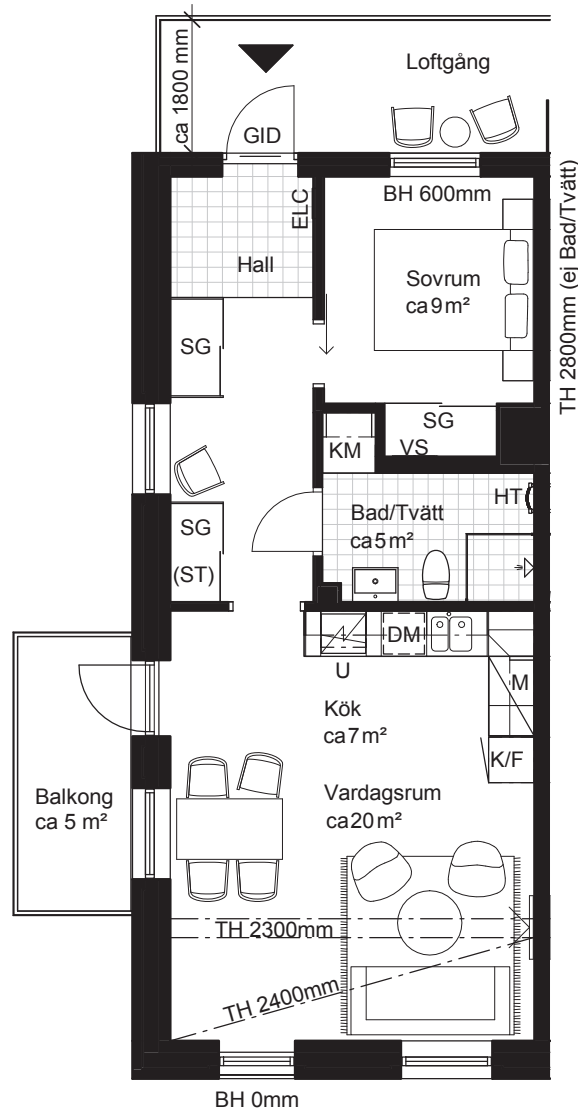 Loftgång
ca 1800 mm
GID
BH 600mm
TH 2800mm (ej Bad/Tvätt)
ELC
Hall
Sovrum
ca 9 m²
SG
SG
KM
VS
HT
Bad/Tvätt
ca 5 m²
SG
(ST)
DM
U
M
Kök
ca 7 m²
K/F
Balkong
ca 5 m²
Vardagsrum
ca 20 m²
TH 2300mm
TH 2400mm
BH 0mm